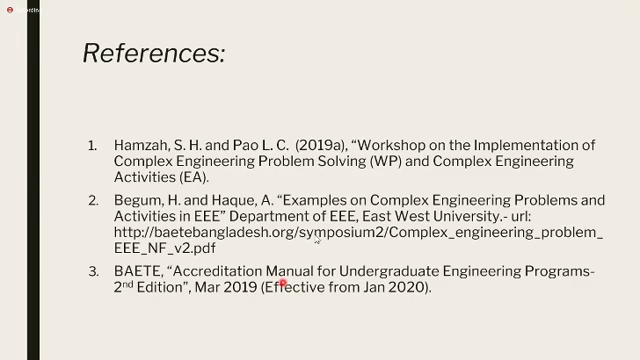 References:
1. Hamzah, S. H. and Pao L. C. (2019a), “Workshop on the Implementation of
Complex Engineering Problem Solving (WP) and Complex Engineering
Activities (EA).
2. Begum, H. and Haque, A. “Examples on Complex Engineering Problems and
Activities in EEE” Department of EEE, East West University.- url:
http://baetebangladesh.org/symposium2/Complex_engineering_problem_
EEE_NF_v2.pdf
3. BAETE, “Accreditation Manual for Undergraduate Engineering Programs-
2nd Edition”, Mar 2019 (Effective from Jan 2020).